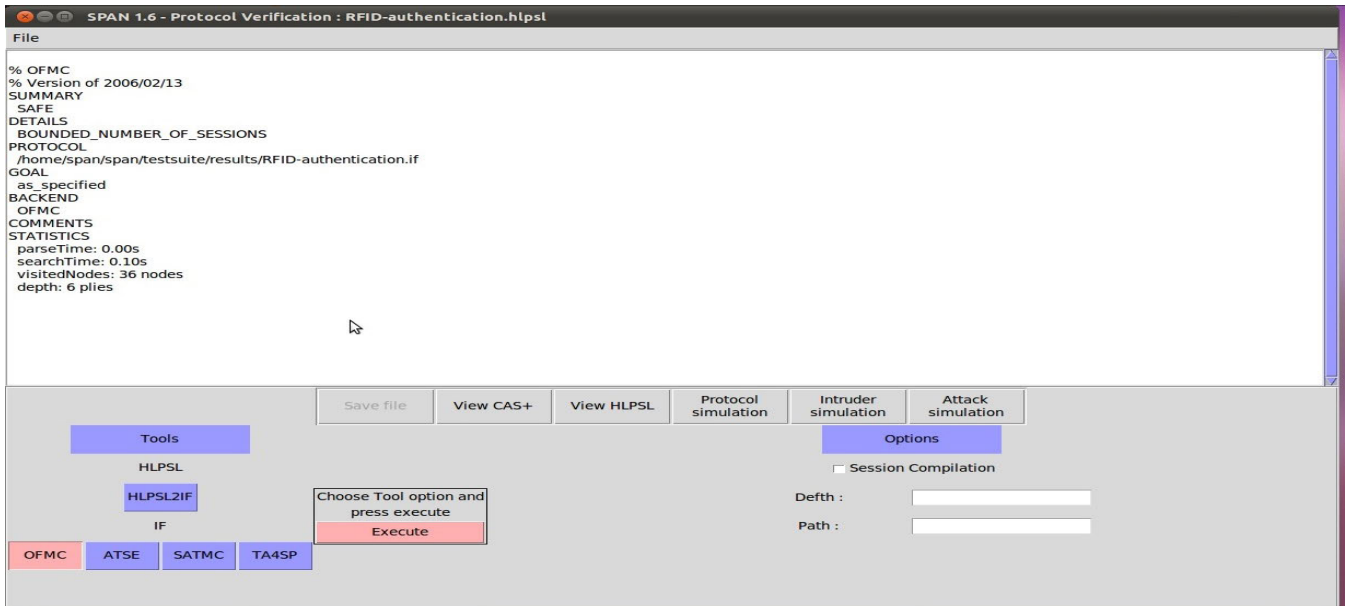 SPAN 1.6 - Protocol Verification : RFID-authentication.hlpsl
File
% OFMC
% Version of 2006/02/13
SUMMARY
SAFE
DETAILS
BOUNDED_NUMBER_OF_SESSIONS
PROTOCOL
/home/span/span/testsuite/results/RFID-authentication.if
GOAL
as_specified
BACKEND
OFMC
COMMENTS
STATISTICS
parseTime: 0.00s
searchTime: 0.10s
visitedNodes: 36 nodes
depth: 6 plies
Save file
View CAS+
View HLPSL
Protocol
simulation
Intruder
simulation
Attack
simulation
Tools
HLPSL
HLPSL2IF
IF
OFMC
ATSE
SATMC
TA4SP
Choose Tool option and
press execute
Execute
Options
Session Compilation
Defth :
Path :